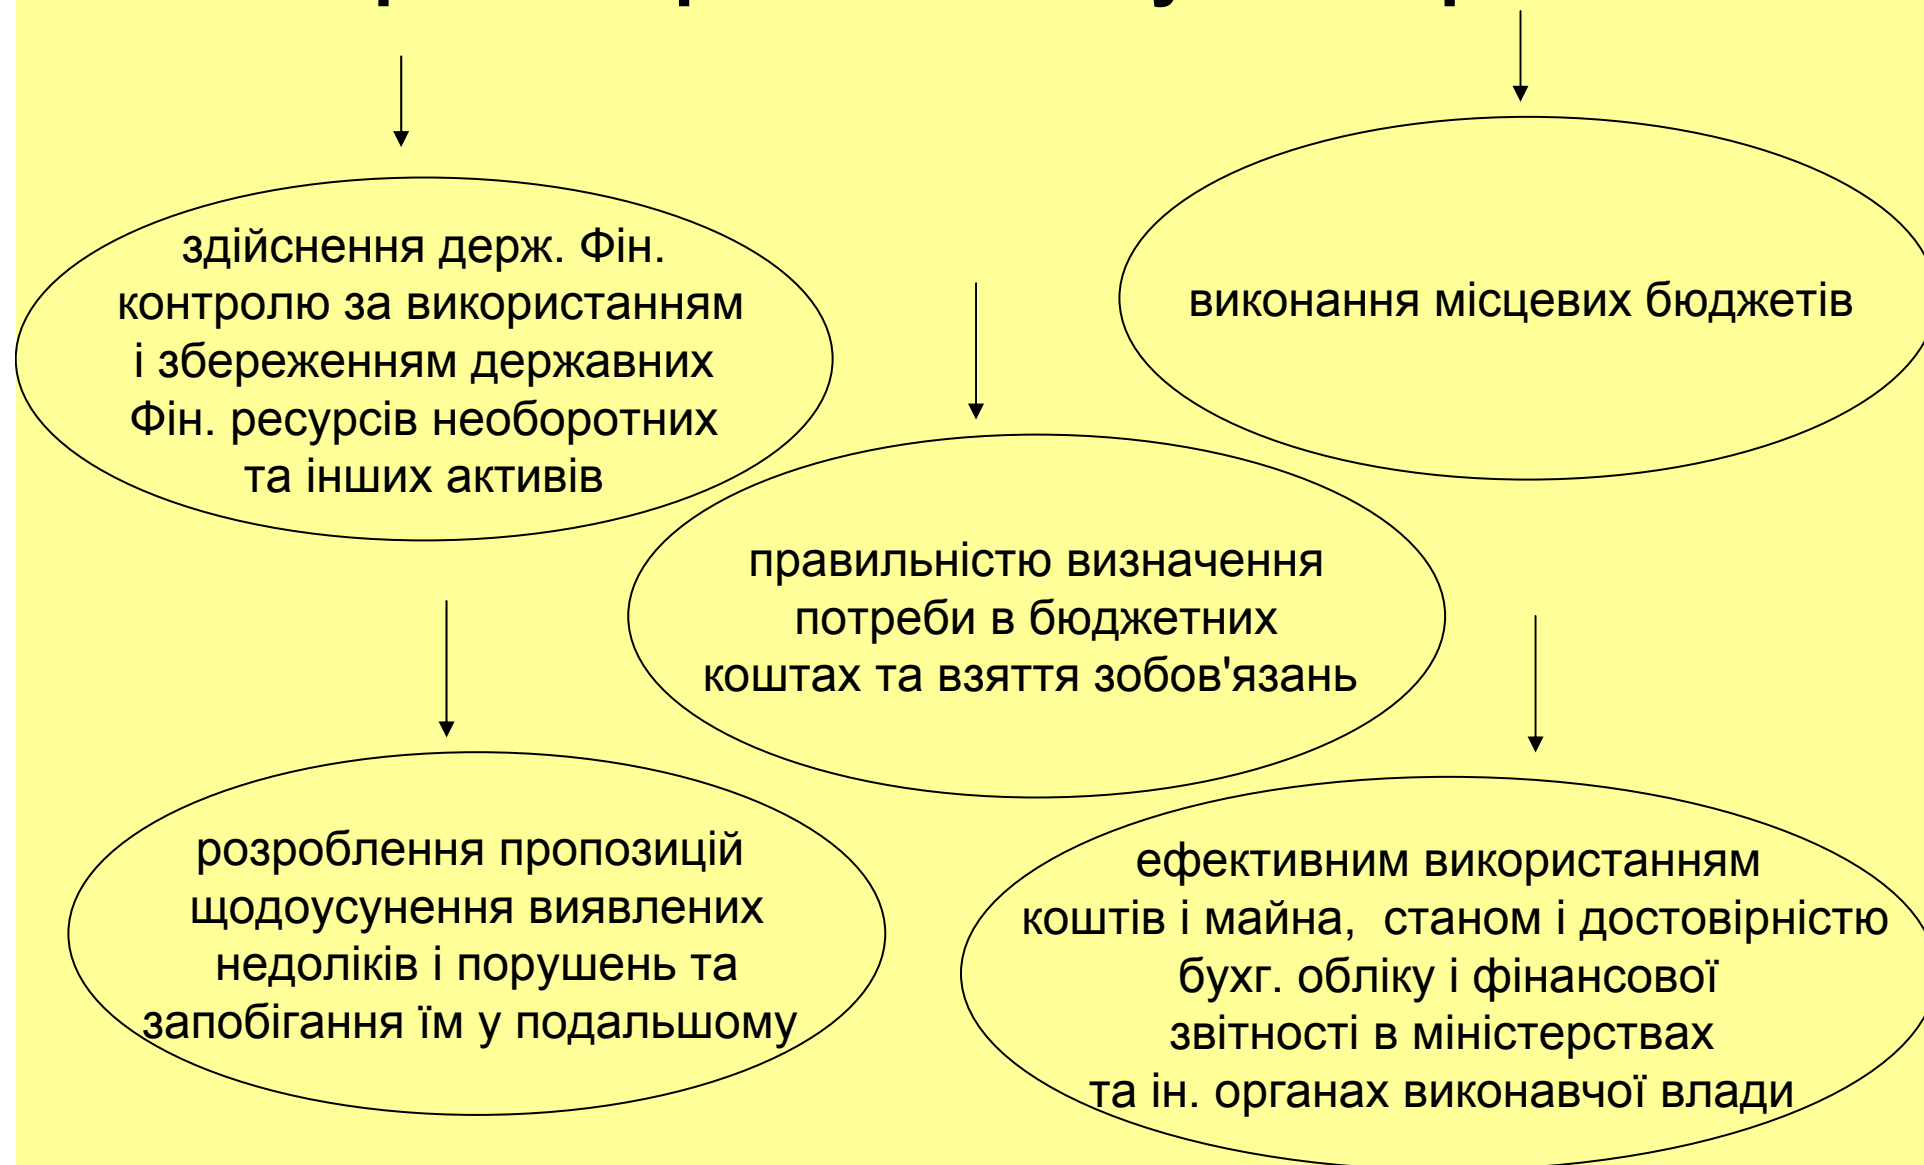 здійснення держ. Фін.
контролю за використанням
і збереженням державних
Фін. ресурсів необоротних
та інших активів
виконання місцевих бюджетів
правильністю визначення
потреби в бюджетних
коштах та взяття зобов'язань
розроблення пропозицій
щодоусунення виявлених
недоліків і порушень та
запобігання їм у подальшому
ефективним використанням
коштів і майна, станом і достовірністю
бухг. обліку і фінансової
звітності в міністерствах
та ін. органах виконавчої влади